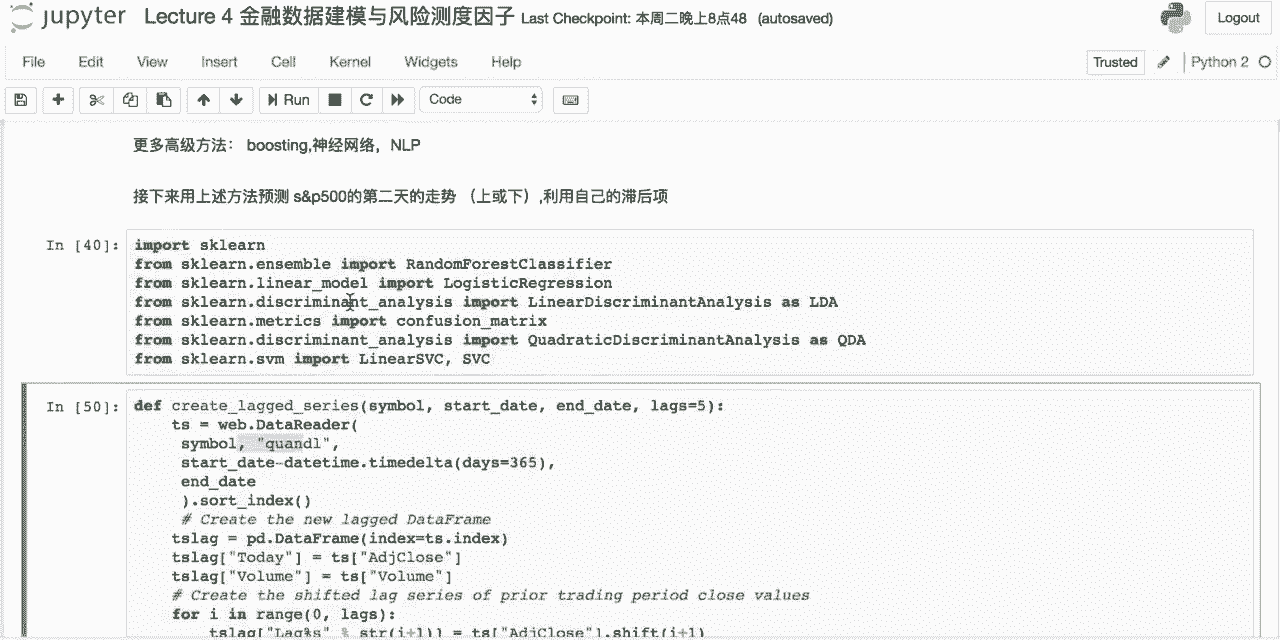 jupyter Lecture 4 金融数据建模与风险测度因子 Last Checkpoint: 本周二晚上8点48 (autosaved)
Logout
File Edit View Insert Cell Kernel Widgets Help
Trusted Python 2
Run Code
更多高级方法: boosting,神经网络, NLP
接下来用上述方法预测 s&p500的第二天的走势 (上或下) ,利用自己的滞后项
In [40]: import sklearn
from sklearn.ensemble import RandomForestClassifier
from sklearn.linear_model import LogisticRegression
from sklearn.discriminant_analysis import LinearDiscriminantAnalysis as LDA
from sklearn.metrics import confusion_matrix
from sklearn.discriminant_analysis import QuadraticDiscriminantAnalysis as QDA
from sklearn.svm import LinearSVC, SVC
In [50]: def create_lagged_series(symbol, start_date, end_date, lags=5):
ts = web.DataReader(
symbol, "quandl",
start_date-datetime.timedelta(days=365),
end_date
).sort_index()
# Create the new lagged DataFrame
tslag = pd.DataFrame(index=ts.index)
tslag["Today"] = ts["AdjClose"]
tslag["Volume"] = ts["Volume"]
# Create the shifted lag series of prior trading period close values
for i in range(0, lags):
tslag["Lag%s" % str(i+1)] = ts["AdjClose"].shift(i+1)